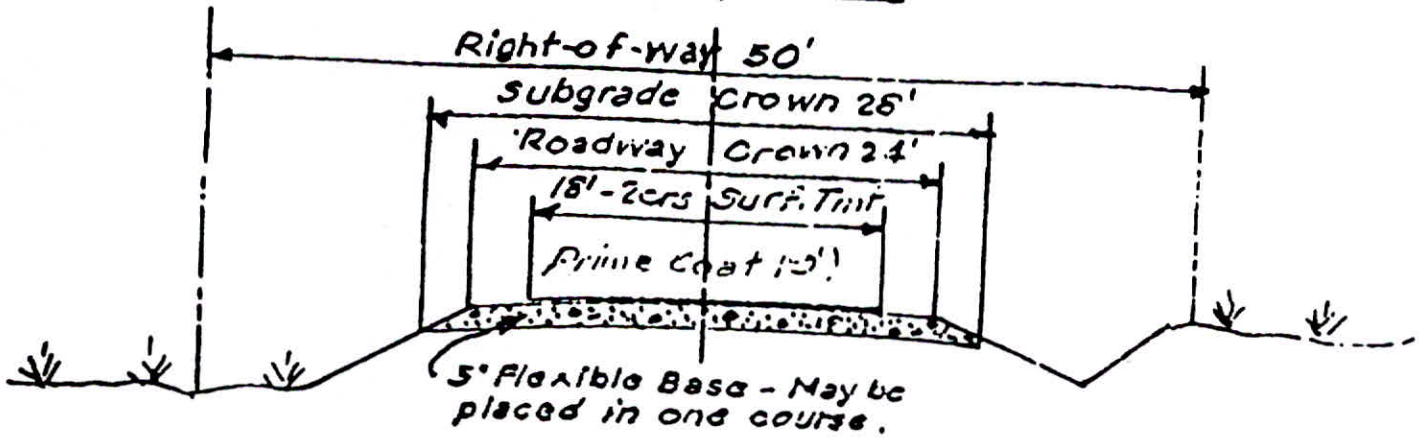 Right-of-Way 50'
Subgrade Crown 28'
Roadway Crown 24'
18'-2crs Surf. Tmt
Prime Coat
5" Flexible Base - May be
placed in one course.